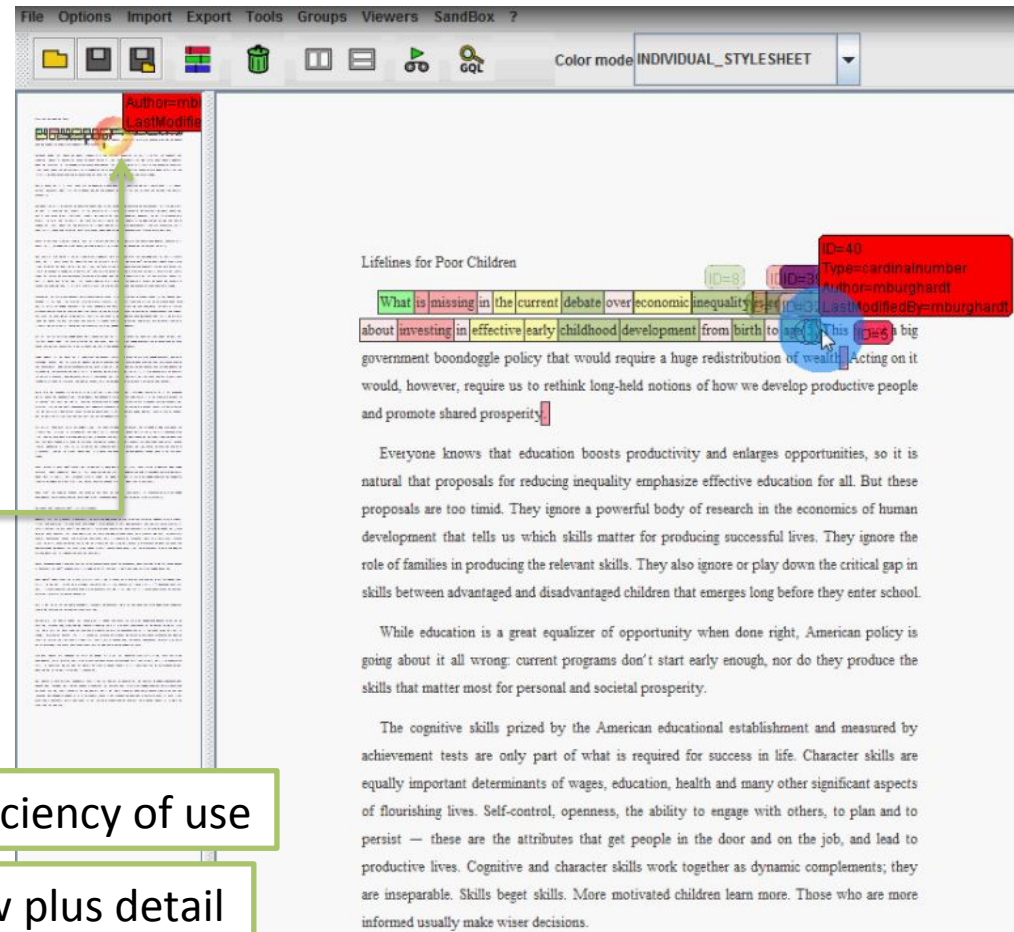 File Options Import Export Tools Groups Viewers SandBox ?
GQL
Color mode INDIVIDUAL_STYLESHEET
Author=mb
LastModifie
Lifelines for Poor Children
ID=8
ID=40
Type=cardinalnumber
Author=mburghardt
LastModifiedBy=mburghardt
What is missing in the current debate over economic inequality
about investing in effective early childhood development from birth to This ID=5 a big
government boondoggle policy that would require a huge redistribution of wealth. Acting on it
would, however, require us to rethink long-held notions of how we develop productive people
and promote shared prosperity.
Everyone knows that education boosts productivity and enlarges opportunities, so it is
natural that proposals for reducing inequality emphasize effective education for all. But these
proposals are too timid. They ignore a powerful body of research in the economics of human
development that tells us which skills matter for producing successful lives. They ignore the
role of families in producing the relevant skills. They also ignore or play down the critical gap in
skills between advantaged and disadvantaged children that emerges long before they enter school.
While education is a great equalizer of opportunity when done right, American policy is
going about it all wrong: current programs don't start early enough, nor do they produce the
skills that matter most for personal and societal prosperity.
The cognitive skills prized by the American educational establishment and measured by
achievement tests are only part of what is required for success in life. Character skills are
equally important determinants of wages, education, health and many other significant aspects
of flourishing lives. Self-control, openness, the ability to engage with others, to plan and to
persist — these are the attributes that get people in the door and on the job, and lead to
productive lives. Cognitive and character skills work together as dynamic complements; they
are inseparable. Skills beget skills. More motivated children learn more. Those who are more
informed usually make wiser decisions.
ciency of use
w plus detail